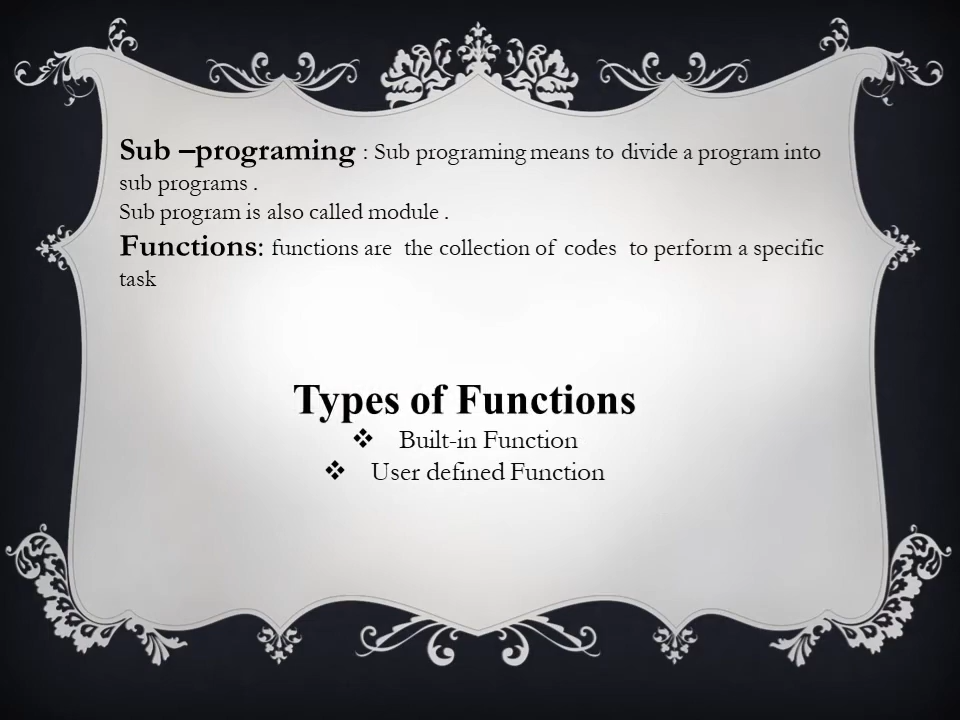 Sub –programing : Sub programing means to divide a program into
sub programs .
Sub program is also called module .
Functions: functions are the collection of codes to perform a specific
task
Types of Functions
❖ Built-in Function
❖ User defined Function